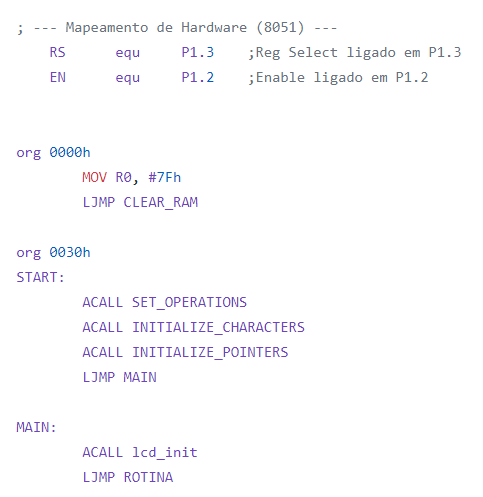 ; --- Mapeamento de Hardware (8051) ---
    RS      equ     P1.3    ;Reg Select ligado em P1.3
    EN      equ     P1.2    ;Enable ligado em P1.2
org 0000h
        MOV R0, #7Fh
        LJMP CLEAR_RAM
org 0030h
START:
        ACALL SET_OPERATIONS
        ACALL INITIALIZE_CHARACTERS
        ACALL INITIALIZE_POINTERS
        LJMP MAIN
MAIN:
        ACALL lcd_init
        LJMP ROTINA